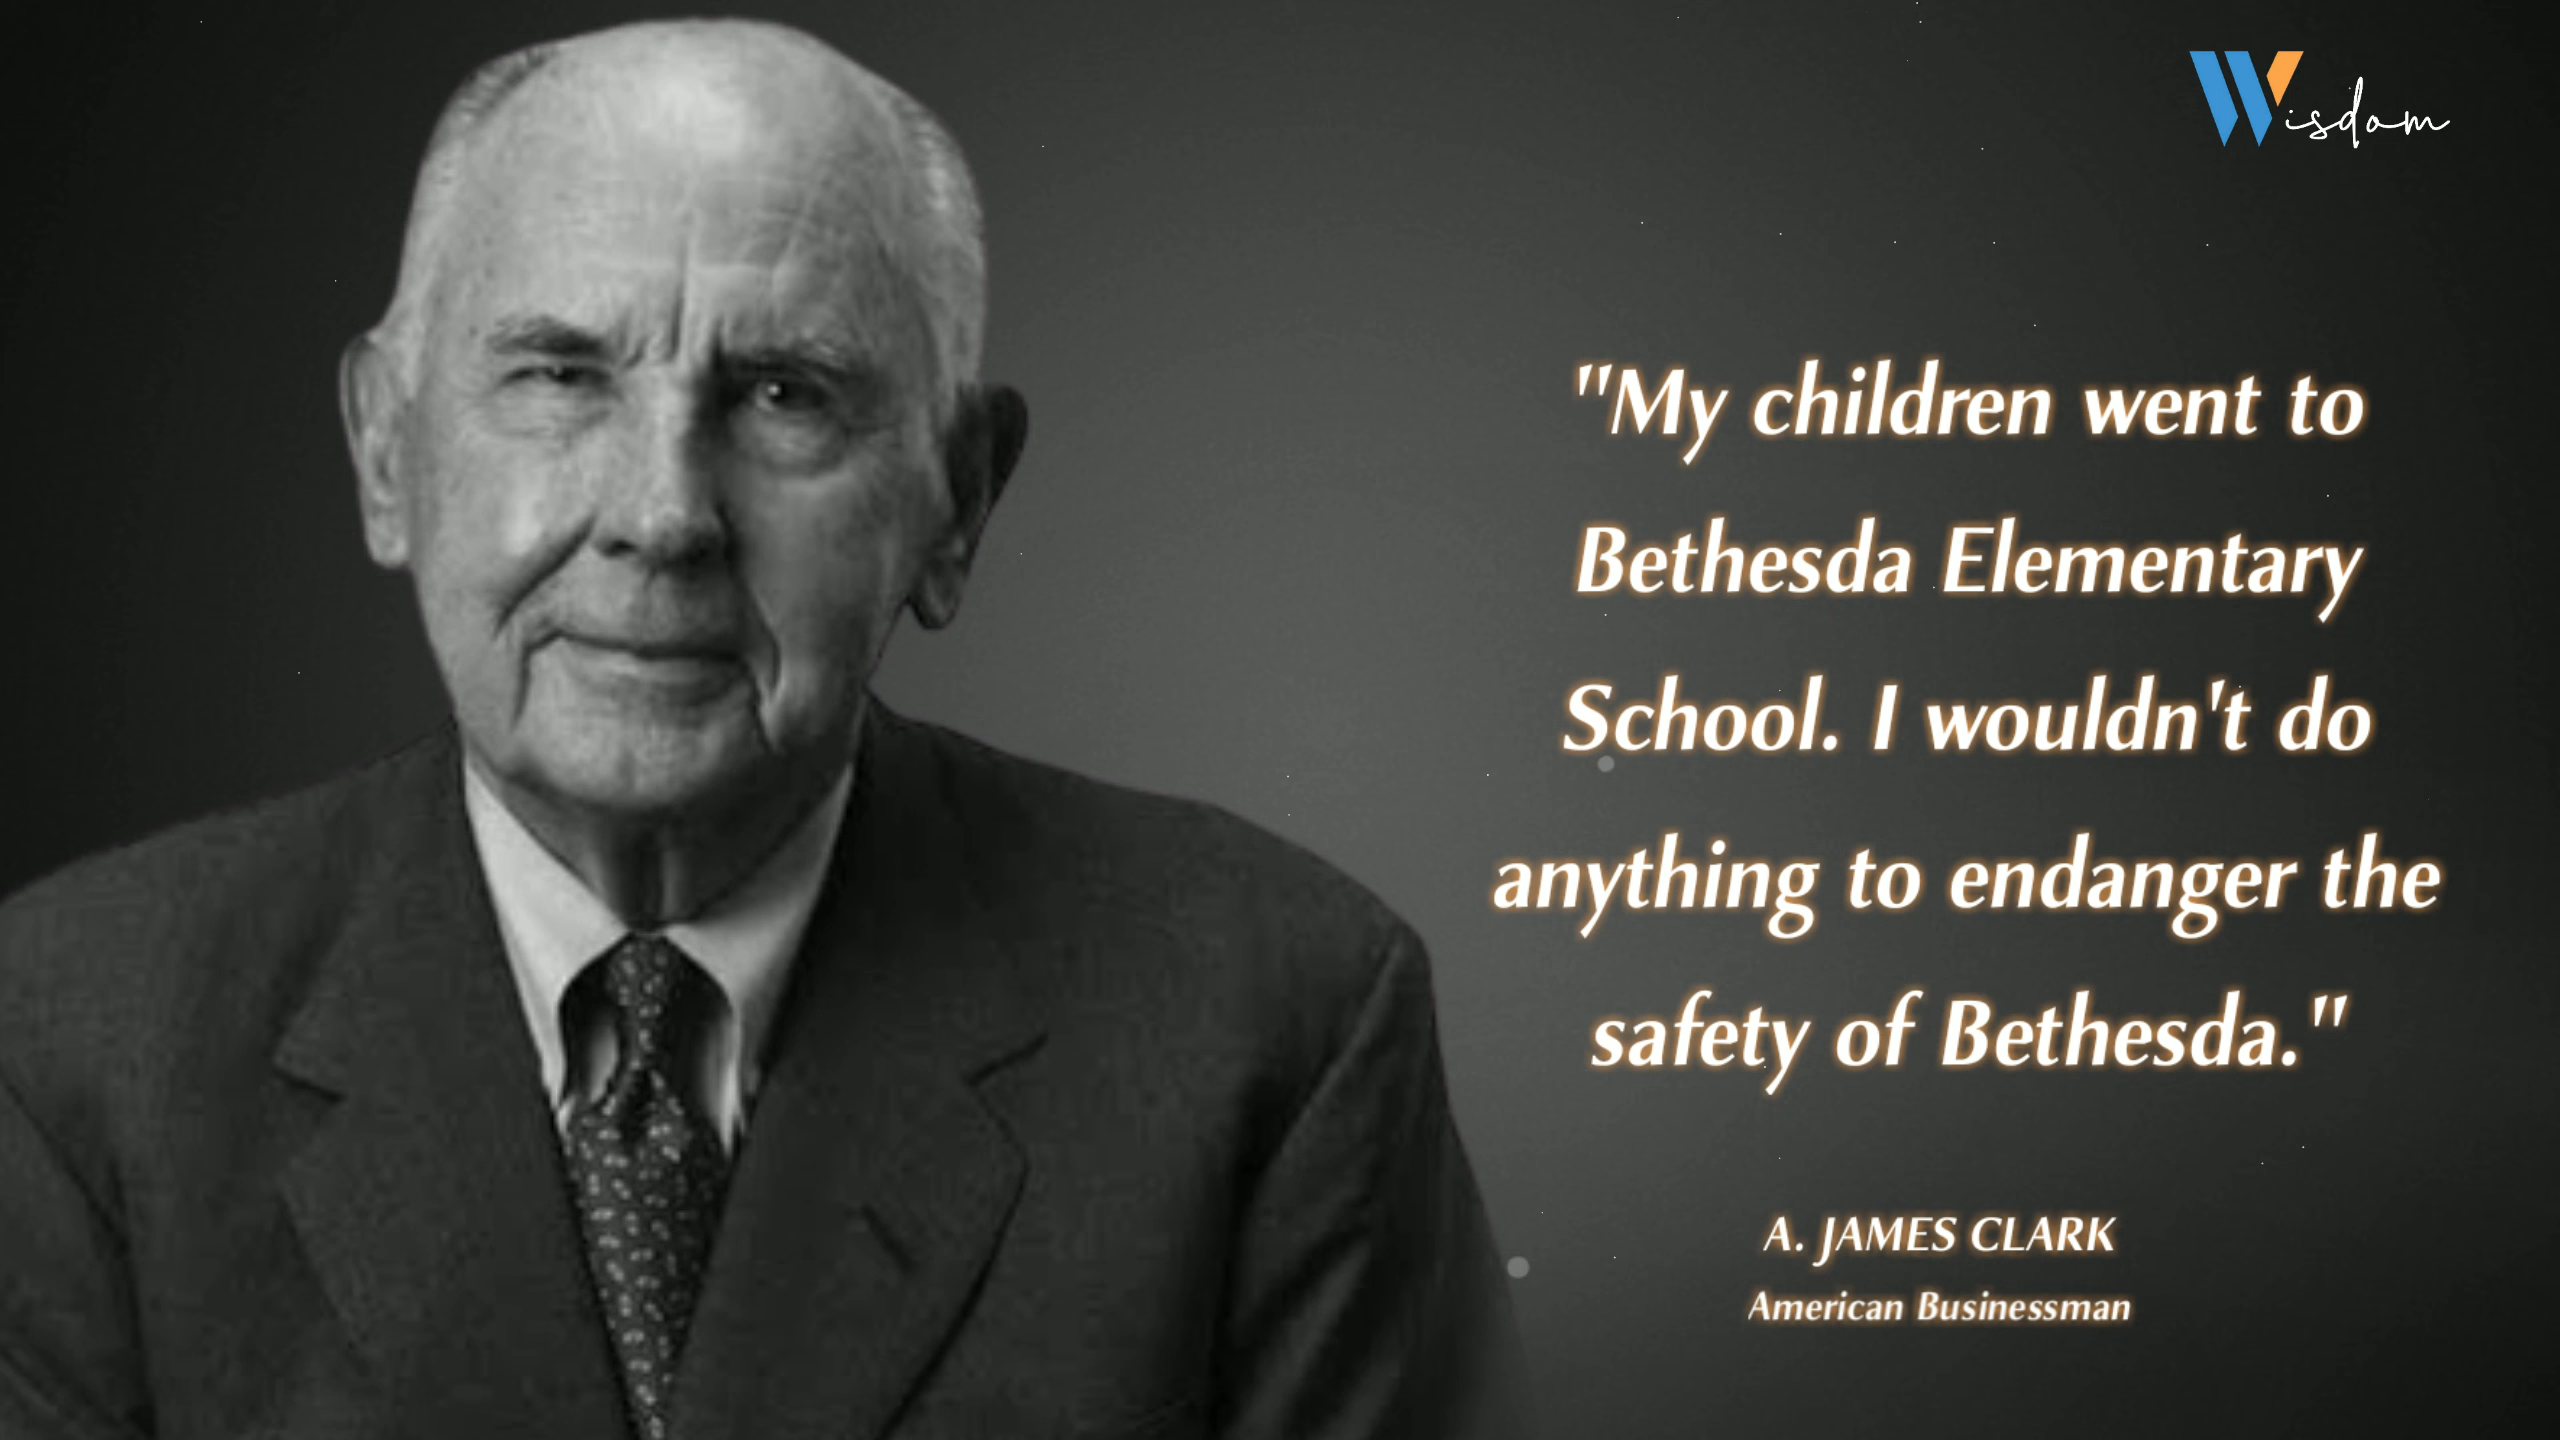 Wisdom
"My children went to
Bethesda Elementary
School. I wouldn't do
anything to endanger the
safety of Bethesda."
A. JAMES CLARK
American Businessman